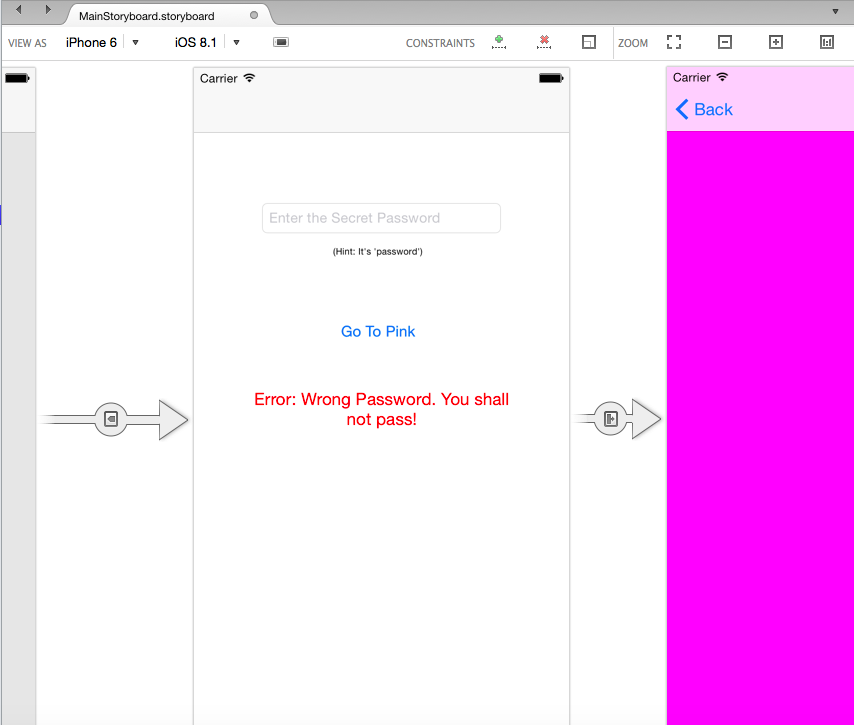 MainStoryboard.storyboard
VIEW AS iPhone 6 iOS 8.1 CONSTRAINTS ZOOM
Carrier
Enter the Secret Password
(Hint: It's 'password')
Go To Pink
Error: Wrong Password. You shall
not pass!
Carrier
Back